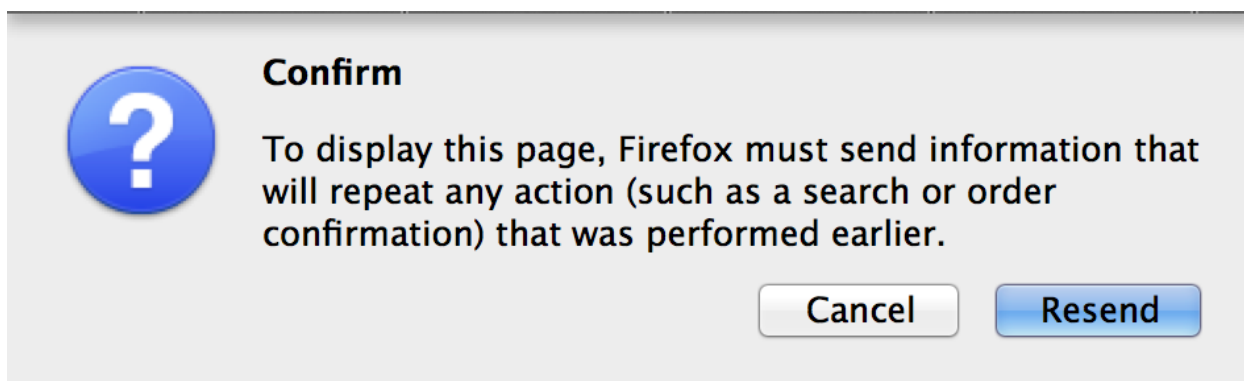 Confirm
To display this page, Firefox must send information that
will repeat any action (such as a search or order
confirmation) that was performed earlier.
Cancel Resend